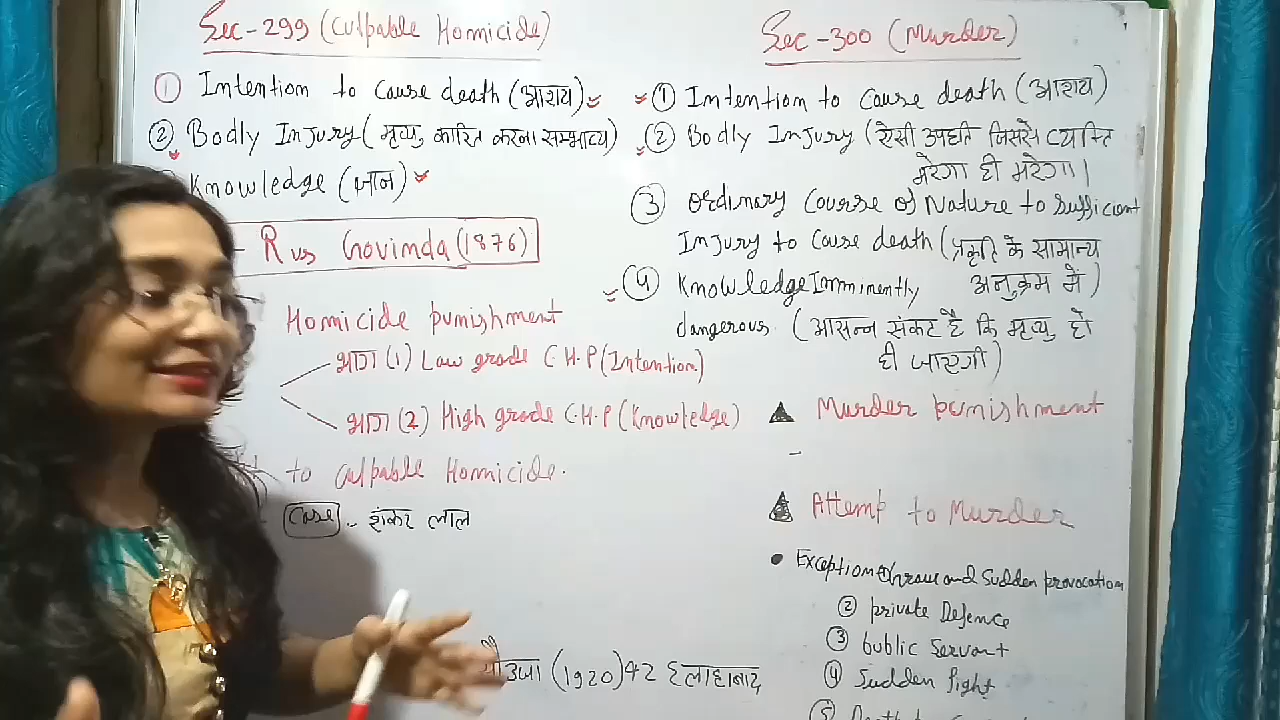 Sec-299 (Culpable Homicide)
① Intention to Cause death (आशय)
② Bodly Injury (मृत्यु कारित करना सम्भाव्य)
Knowledge (ज्ञान)
- R vs Govinda (1876)
Homicide punishment
भाग (1) Law grade C.H.P (Intention)
भाग (2) High grade C.H.P (Knowledge)
to Culpable Homicide.
Case - शंकर लाल
(1920) 42 इलाहाबाद
Sec-300 (Murder)
① Intention to Cause death (आशय)
② Bodly Injury (ऐसी उपहति जिससे व्यक्ति
मरेगा ही मरेगा।
③ Ordinary Course of Nature to Sufficient
Injury to Cause death (प्रकृति के सामान्य
अनुक्रम में)
④ Knowledge Imminently
dangerous. (आसन्न संकट है कि मृत्यु हो
ही जाएगी)
▲ Murder punishment
-
▲ Attemp to Murder
• Exception and Sudden provocation
② private Defence
③ public Servant
④ Sudden fight
⑤